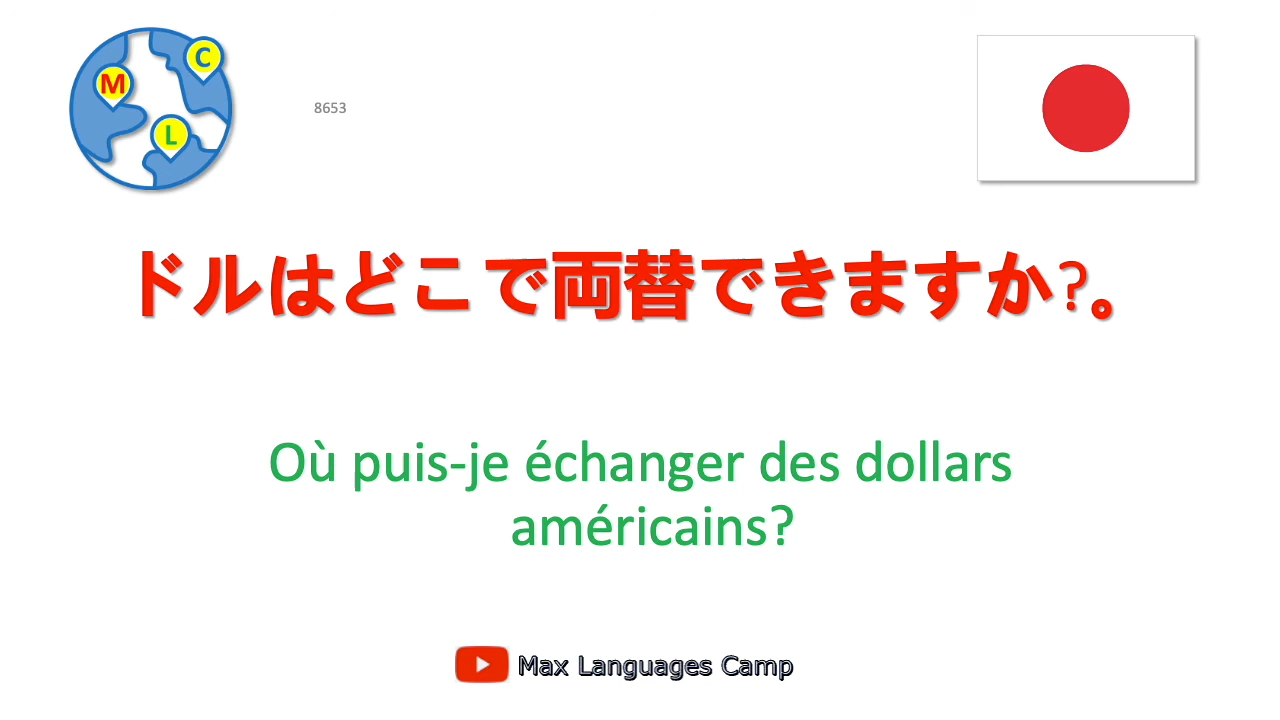 C
M
L
8653
ドルはどこで両替できますか?。
Où puis-je échanger des dollars
américains?
Max Languages Camp